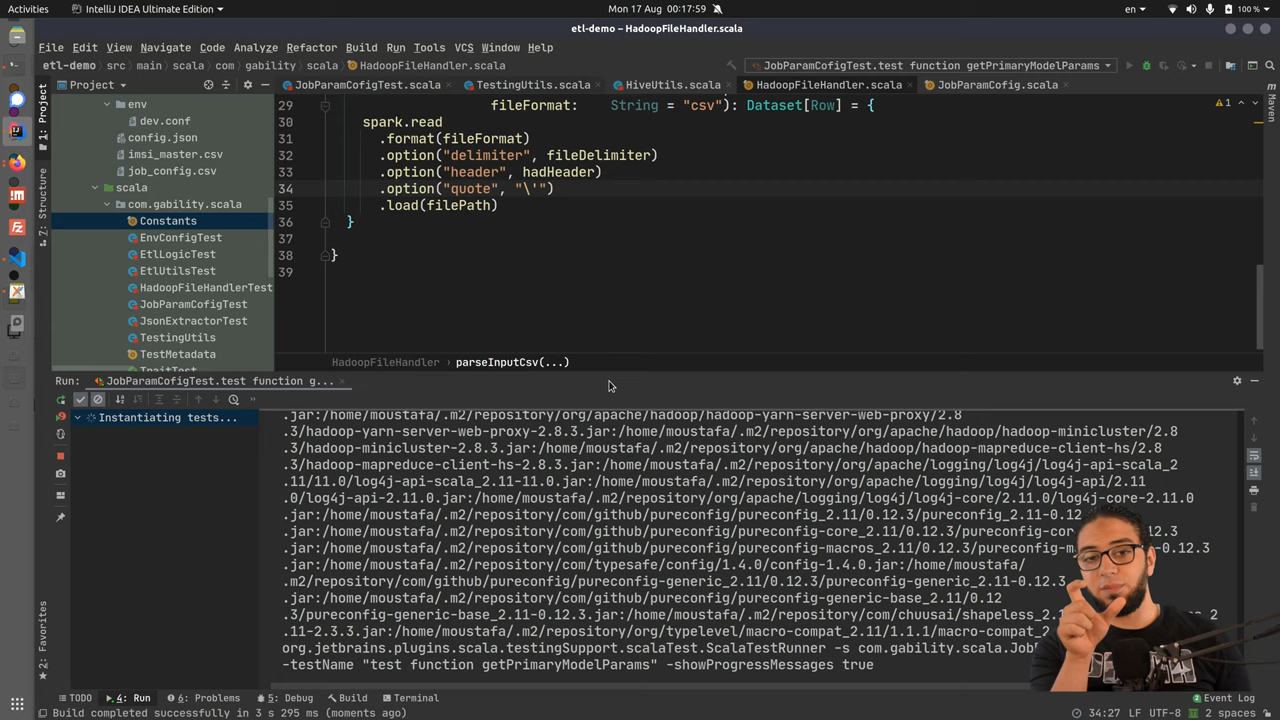 Activities
IntelliJ IDEA Ultimate Edition
Mon 17 Aug 00:17:59
en
100 %
etl-demo – HadoopFileHandler.scala
File Edit View Navigate Code Analyze Refactor Build Run Tools VCS Window Help
etl-demo › src › main › scala › com › gability › scala › HadoopFileHandler.scala
JobParamCofigTest.test function getPrimaryModelParams
Project
JobParamCofigTest.scala
TestingUtils.scala
HiveUtils.scala
HadoopFileHandler.scala
JobParamCofig.scala
1: Project
7: Structure
2: Favorites
Maven
env
dev.conf
config.json
imsi_master.csv
job_config.csv
scala
com.gability.scala
Constants
EnvConfigTest
EtlLogicTest
EtlUtilsTest
HadoopFileHandlerTest
JobParamCofigTest
JsonExtractorTest
TestingUtils
TestMetadata
TraitTest
1
29 fileFormat: String = "csv"): Dataset[Row] = {
30 spark.read
31 .format(fileFormat)
32 .option("delimiter", fileDelimiter)
33 .option("header", hadHeader)
34 .option("quote", "\'")
35 .load(filePath)
36 }
37
38 }
39
HadoopFileHandler › parseInputCsv(...)
Run: JobParamCofigTest.test function g...
Instantiating tests...
.jar:/home/moustafa/.m2/repository/org/apache/hadoop/hadoop-yarn-server-web-proxy/2.8
.3/hadoop-yarn-server-web-proxy-2.8.3.jar:/home/moustafa/.m2/repository/org/apache/hadoop/hadoop-minicluster/2.8
.3/hadoop-minicluster-2.8.3.jar:/home/moustafa/.m2/repository/org/apache/hadoop/hadoop-mapreduce-client-hs/2.8
.3/hadoop-mapreduce-client-hs-2.8.3.jar:/home/moustafa/.m2/repository/org/apache/logging/log4j/log4j-api-scala_2
.11/11.0/log4j-api-scala_2.11-11.0.jar:/home/moustafa/.m2/repository/org/apache/logging/log4j/log4j-api/2.11
.0/log4j-api-2.11.0.jar:/home/moustafa/.m2/repository/org/apache/logging/log4j/log4j-core/2.11.0/log4j-core-2.11.0
.jar:/home/moustafa/.m2/repository/com/github/pureconfig/pureconfig_2.11/0.12.3/pureconfig_2.11-0.12
.3.jar:/home/moustafa/.m2/repository/com/github/pureconfig/pureconfig-core_2.11/0.12.3/pureconfig-core_2.11-0.12.3
.jar:/home/moustafa/.m2/repository/com/github/pureconfig/pureconfig-macros_2.11/0.12.3/pureconfig-macros_2.11-0.12.3
.jar:/home/moustafa/.m2/repository/com/typesafe/config/1.4.0/config-1.4.0.jar:/home/moustafa/
.m2/repository/com/github/pureconfig/pureconfig-generic_2.11/0.12.3/pureconfig-generic_2.11-0.12.3
.jar:/home/moustafa/.m2/repository/com/github/pureconfig/pureconfig-generic-base_2.11/0.12
.3/pureconfig-generic-base_2.11-0.12.3.jar:/home/moustafa/.m2/repository/com/chuusai/shapeless_2
.11-2.3.3.jar:/home/moustafa/.m2/repository/org/typelevel/macro-compat_2.11/1.1.1/macro-compat_2
org.jetbrains.plugins.scala.testingSupport.scalaTest.ScalaTestRunner -s com.gability.scala
-testName "test function getPrimaryModelParams" -showProgressMessages true
TODO
4: Run
6: Problems
5: Debug
Build
Terminal
Event Log
Build completed successfully in 3 s 295 ms (moments ago)
34:27 LF UTF-8 2 spaces